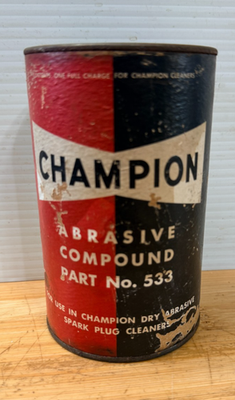 ONE FULL CHARGE FOR CHAMPION CLEANERS
CHAMPION
ABRASIVE
COMPOUND
PART No. 533
USE IN CHAMPION DRY ABRASIVE
SPARK PLUG CLEANERS